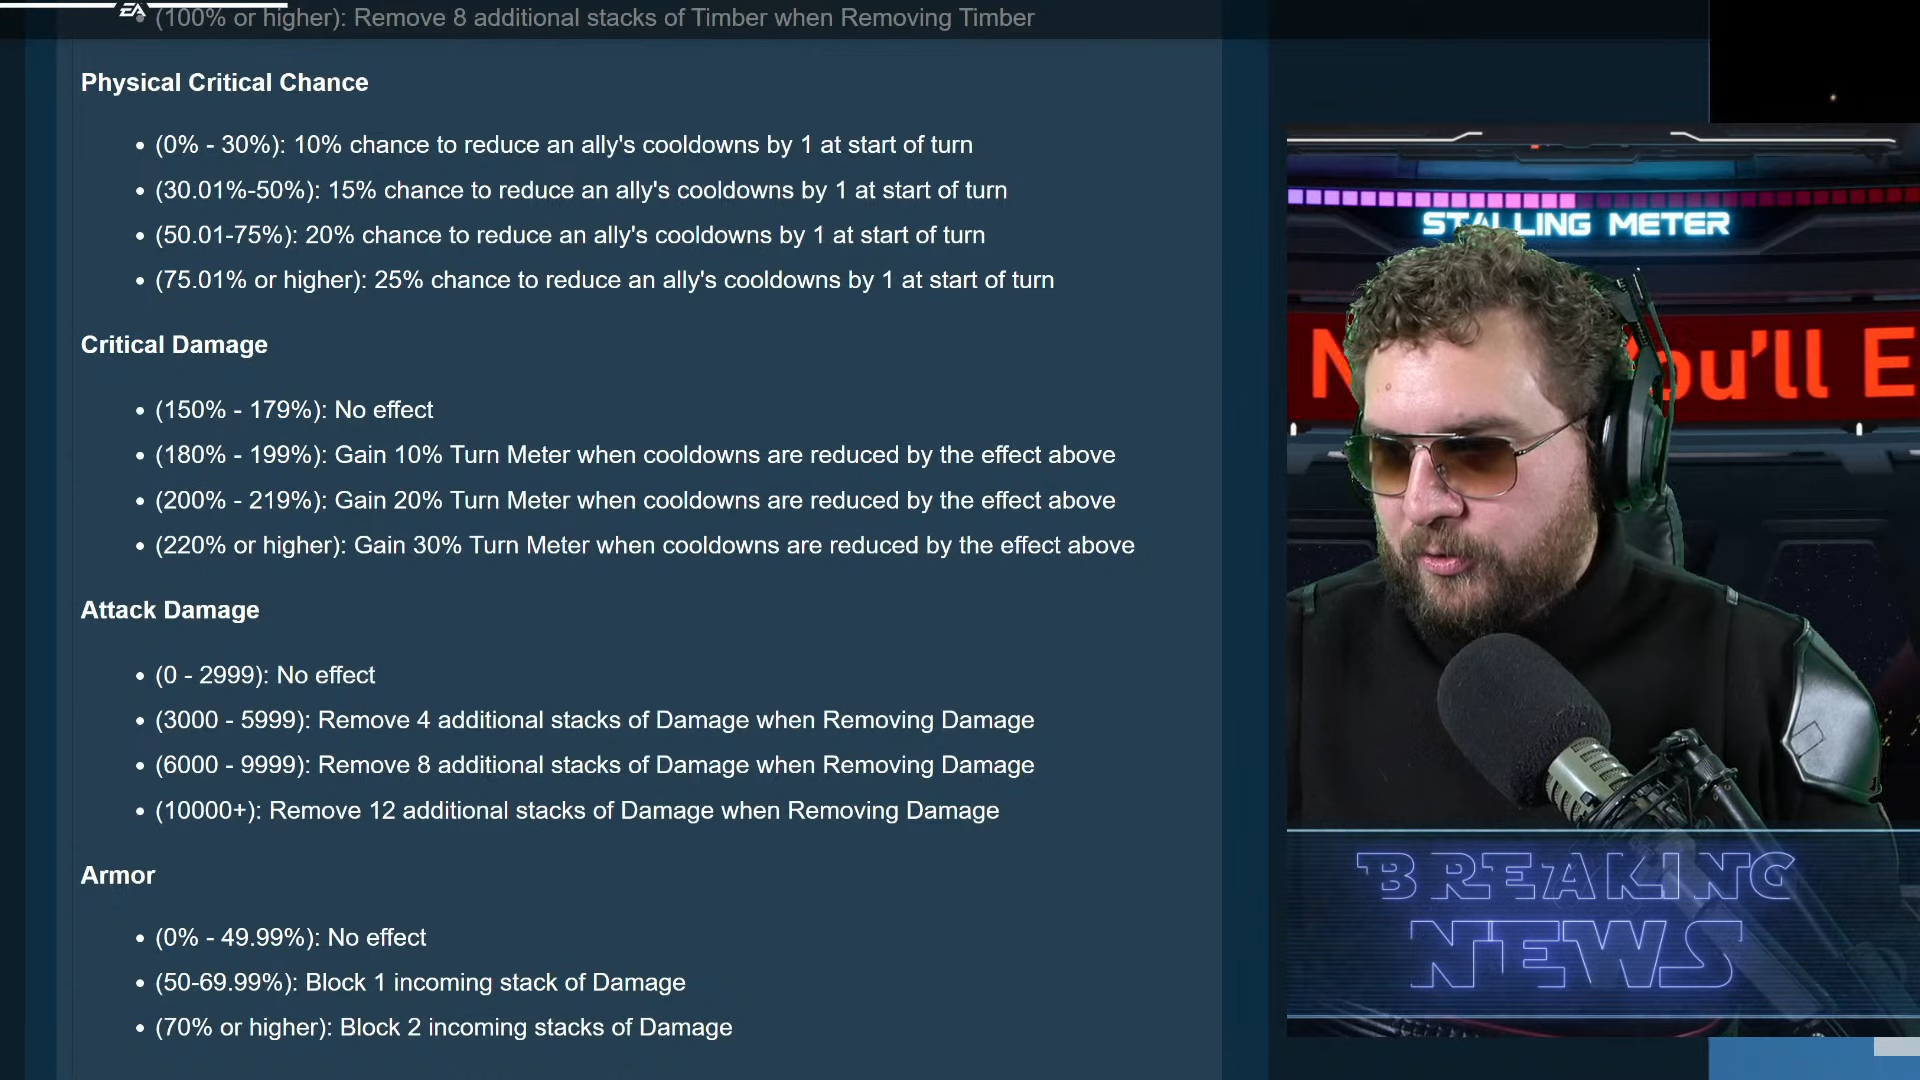 EA
(100% or higher): Remove 8 additional stacks of Timber when Removing Timber
Physical Critical Chance
• (0% - 30%): 10% chance to reduce an ally's cooldowns by 1 at start of turn
• (30.01%-50%): 15% chance to reduce an ally's cooldowns by 1 at start of turn
• (50.01-75%): 20% chance to reduce an ally's cooldowns by 1 at start of turn
• (75.01% or higher): 25% chance to reduce an ally's cooldowns by 1 at start of turn
Critical Damage
• (150% - 179%): No effect
• (180% - 199%): Gain 10% Turn Meter when cooldowns are reduced by the effect above
• (200% - 219%): Gain 20% Turn Meter when cooldowns are reduced by the effect above
• (220% or higher): Gain 30% Turn Meter when cooldowns are reduced by the effect above
Attack Damage
• (0 - 2999): No effect
• (3000 - 5999): Remove 4 additional stacks of Damage when Removing Damage
• (6000 - 9999): Remove 8 additional stacks of Damage when Removing Damage
• (10000+): Remove 12 additional stacks of Damage when Removing Damage
Armor
• (0% - 49.99%): No effect
• (50-69.99%): Block 1 incoming stack of Damage
• (70% or higher): Block 2 incoming stacks of Damage
STALLING METER
ou'll E
BREAKING
NEWS